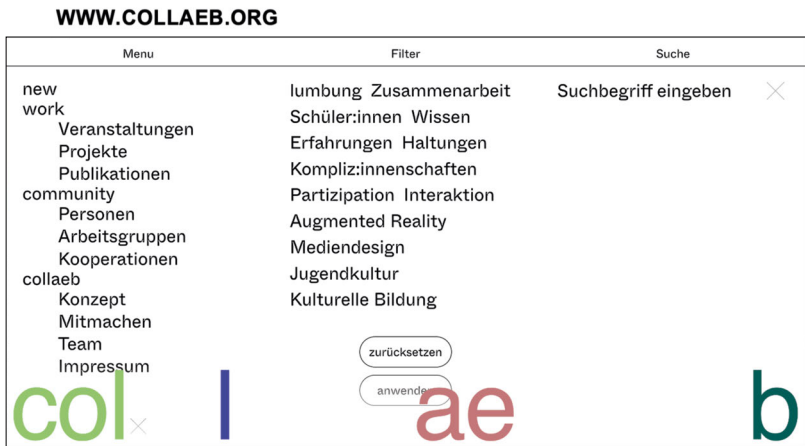 WWW.COLLAEB.ORG
Menu
Filter
Suche
new
work
Veranstaltungen
Projekte
Publikationen
community
Personen
Arbeitsgruppen
Kooperationen
collaeb
Konzept
Mitmachen
Team
Impressum
lumbung Zusammenarbeit
Schüler:innen Wissen
Erfahrungen Haltungen
Kompliz:innenschaften
Partizipation Interaktion
Augmented Reality
Mediendesign
Jugendkultur
Kulturelle Bildung
zurücksetzen
anwenden
Suchbegriff eingeben
col l ae b